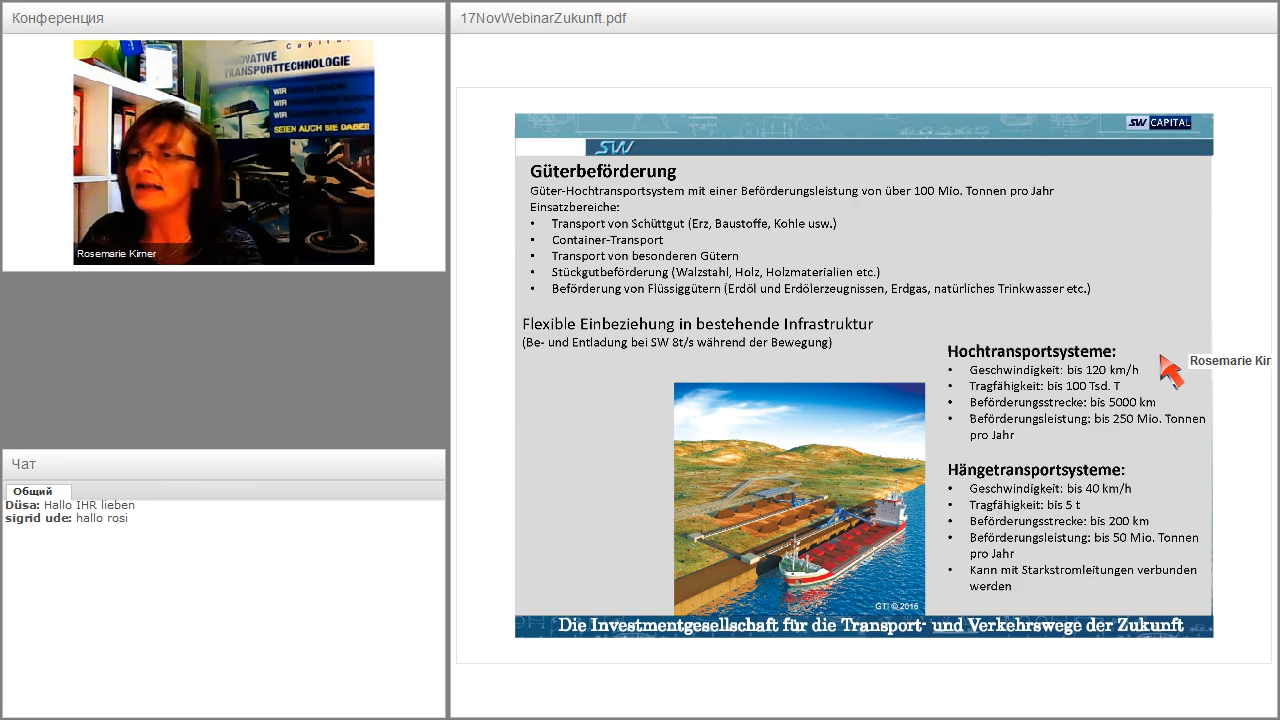 Конференция
Capital
INNOVATIVE
TRANSPORTTECHNOLOGIE
WIR
WIR
WIR
SEIEN AUCH SIE DABEI!
Rosemarie Kirner
Чат
Общий
Düsa: Hallo IHR lieben
sigrid ude: hallo rosi
17NovWebinarZukunft.pdf
SW CAPITAL
SW
Güterbeförderung
Güter-Hochtransportsystem mit einer Beförderungsleistung von über 100 Mio. Tonnen pro Jahr
Einsatzbereiche:
• Transport von Schüttgut (Erz, Baustoffe, Kohle usw.)
• Container-Transport
• Transport von besonderen Gütern
• Stückgutbeförderung (Walzstahl, Holz, Holzmaterialien etc.)
• Beförderung von Flüssiggütern (Erdöl und Erdölerzeugnissen, Erdgas, natürliches Trinkwasser etc.)
Flexible Einbeziehung in bestehende Infrastruktur
(Be- und Entladung bei SW 8t/s während der Bewegung)
Hochtransportsysteme:
• Geschwindigkeit: bis 120 km/h
• Tragfähigkeit: bis 100 Tsd. T
• Beförderungsstrecke: bis 5000 km
• Beförderungsleistung: bis 250 Mio. Tonnen
pro Jahr
Rosemarie Kir
Hängetransportsysteme:
• Geschwindigkeit: bis 40 km/h
• Tragfähigkeit: bis 5 t
• Beförderungsstrecke: bis 200 km
• Beförderungsleistung: bis 50 Mio. Tonnen
pro Jahr
• Kann mit Starkstromleitungen verbunden
werden
GTI © 2016
Die Investmentgesellschaft für die Transport- und Verkehrswege der Zukunft